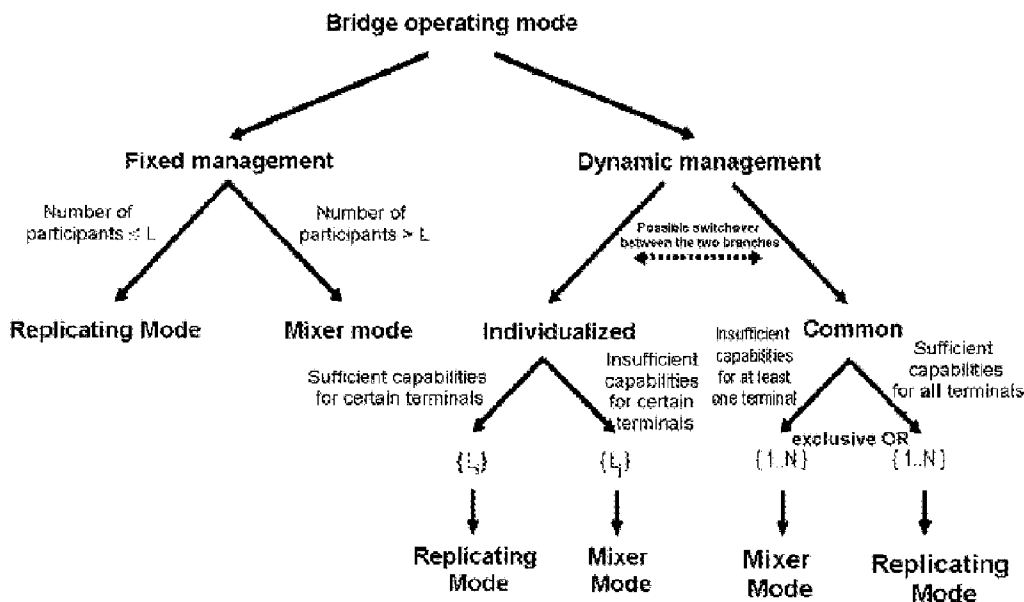 Bridge operating mode
Fixed management
Dynamic management
Number of
participants ≤ L
Number of
participants > L
Possible switchover
between the two branches
Replicating Mode
Mixer mode
Individualized
Common
Sufficient capabilities
for certain terminals
Insufficient
capabilities
for certain
terminals
Insufficient
capabilities
for at least
one terminal
Sufficient
capabilities
for all terminals
exclusive OR
{1..N}
{1..N}
Replicating
Mode
Mixer
Mode
Mixer
Mode
Replicating
Mode